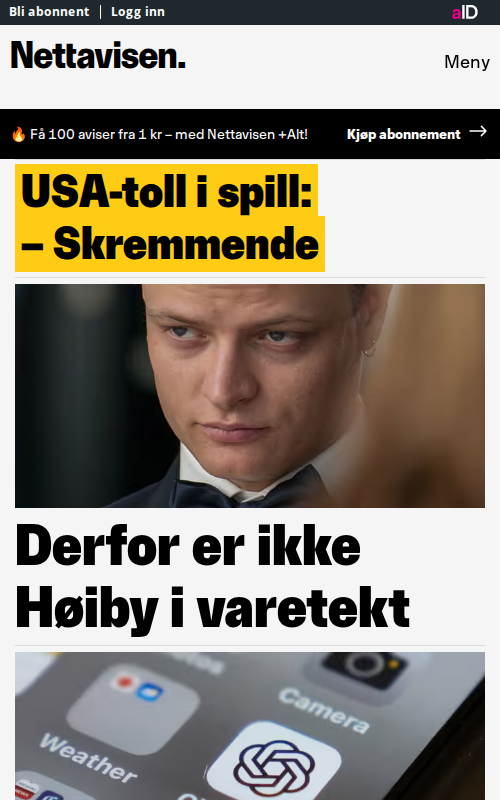 Bli abonnent | Logg inn
aID
Nettavisen.
Meny
🔥 Få 100 aviser fra 1 kr – med Nettavisen +Alt!
Kjøp abonnement →
USA-toll i spill:
– Skremmende
Derfor er ikke
Høiby i varetekt
Camera
Weather